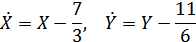 Ẋ = X − 7/3, Ẏ = Y − 11/6